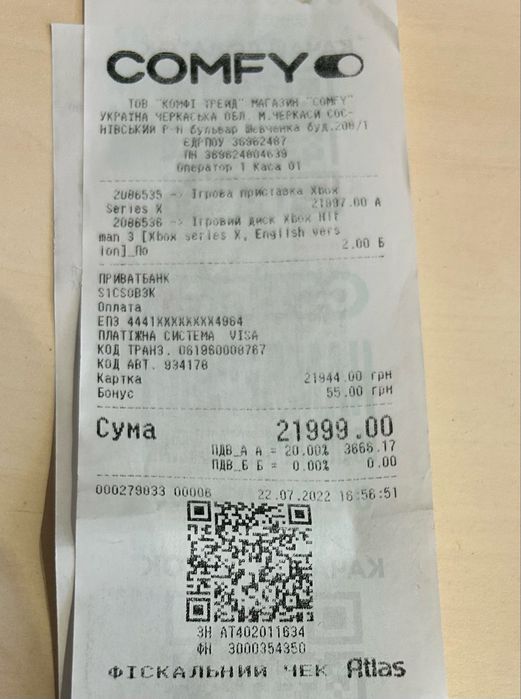 COMFY
ТОВ "КОМФІ ТРЕЙД" МАГАЗИН "COMFY"
УКРАЇНА ЧЕРКАСЬКА ОБЛ. М.ЧЕРКАСИ СОС-
НІВСЬКИЙ Р-Н бульвар Шевченка буд.208/1
ЄДРПОУ 36962487
ПН 369624804639
Оператор 1 Каса 01
2086535 -> Ігрова приставка Xbox
Series X 21997.00 А
2086536 -> Ігровий диск Xbox Hit
man 3 [Xbox series X, English vers
ion]_По 2.00 Б
ПРИВАТБАНК
S1CS0B3K
Оплата
ЕПЗ 4441XXXXXXXX4964
ПЛАТІЖНА СИСТЕМА VISA
КОД ТРАНЗ. 061960008767
КОД АВТ. 934178
Картка 21944.00 грн
Бонус 55.00 грн
Сума 21999.00
ПДВ_А А = 20.00% 3666.17
ПДВ_Б Б = 0.00% 0.00
000279833 00006 22.07.2022 16:56:51
ЗН АТ402011634
ФН 3000354350
ФІСКАЛЬНИЙ ЧЕК Atlas